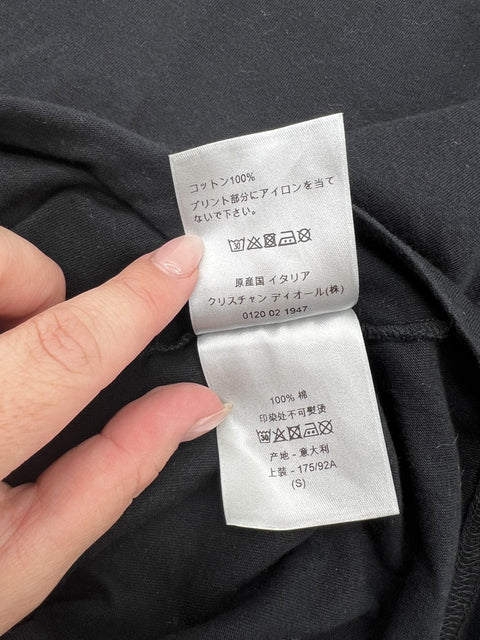 コットン100%
プリント部分にアイロンを当て
ないで下さい。
30
原産国 イタリア
クリスチャン ディオール(株)
0120 02 1947
100% 棉
印染处不可熨烫
30
产地 - 意大利
上装 - 175/92A
(S)